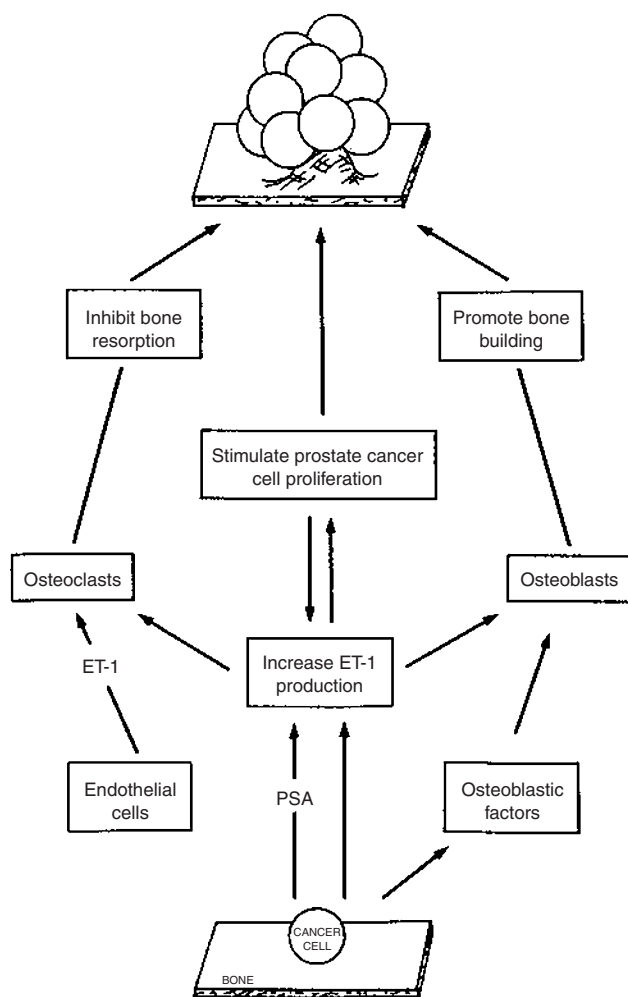 Inhibit bone
resorption
Promote bone
building
Stimulate prostate cancer
cell proliferation
Osteoclasts
Osteoblasts
ET-1
Increase ET-1
production
Endothelial
cells
PSA
Osteoblastic
factors
CANCER
CELL
BONE